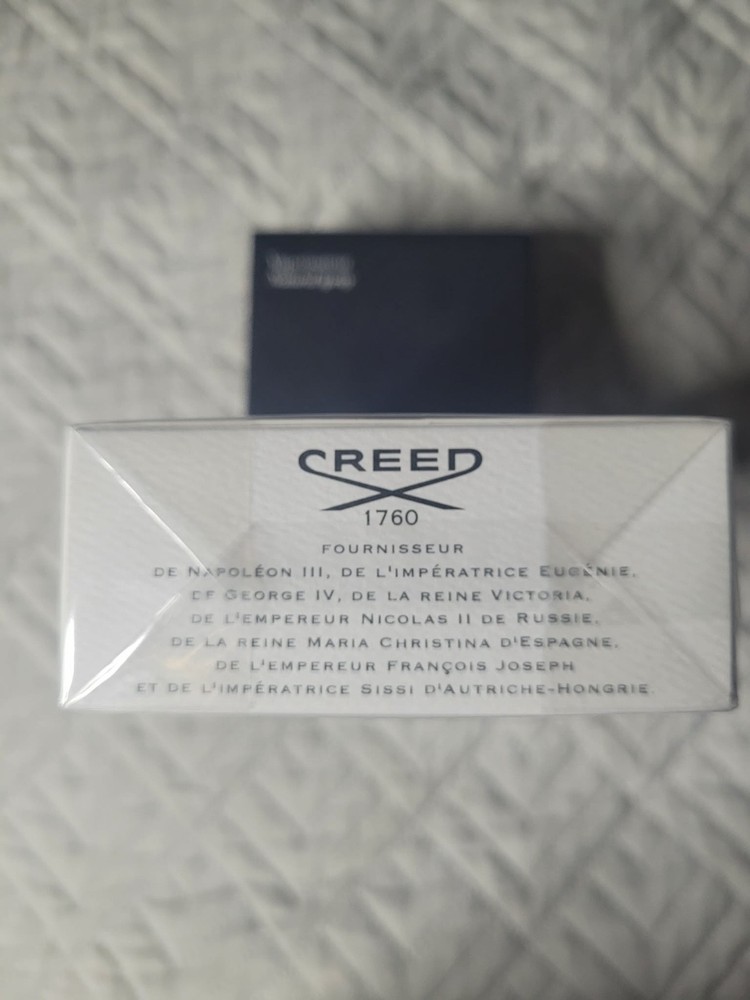 CREED
1760
FOURNISSEUR
DE NAPOLÉON III, DE L'IMPÉRATRICE EUGÉNIE,
DE GEORGE IV, DE LA REINE VICTORIA,
DE L'EMPEREUR NICOLAS II DE RUSSIE,
DE LA REINE MARIA CHRISTINA D'ESPAGNE,
DE L'EMPEREUR FRANÇOIS JOSEPH
ET DE L'IMPÉRATRICE SISSI D'AUTRICHE-HONGRIE.